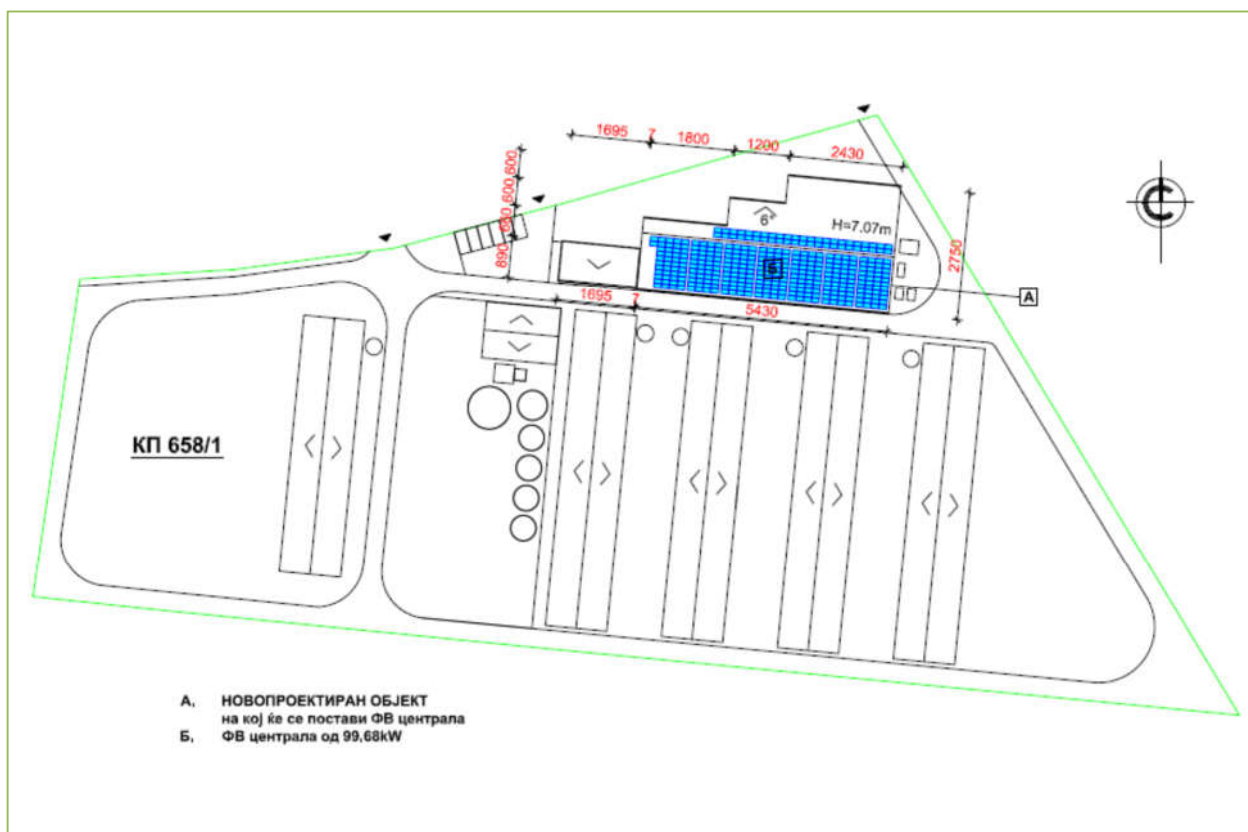 1695 7 1800 1200 2430
890 680 600 600
6°
H=7.07m
2750
Б
А
1695 7 5430
КП 658/1
С
А, НОВОПРОЕКТИРАН ОБЈЕКТ
на кој ќе се постави ФВ централа
Б, ФВ централа од 99,68kW